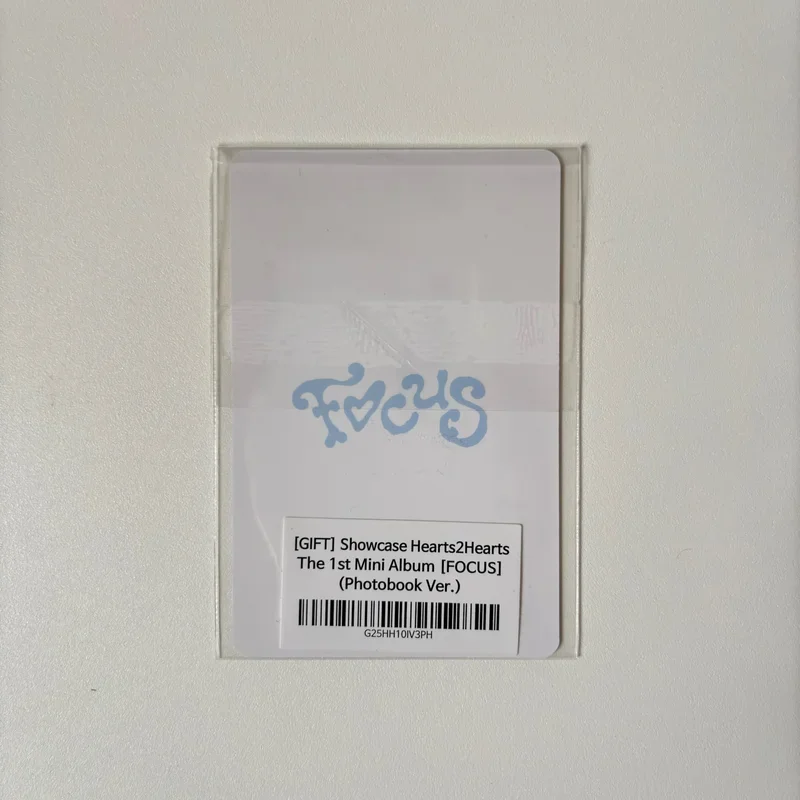 FOCUS
[GIFT] Showcase Hearts2Hearts
The 1st Mini Album [FOCUS]
(Photobook Ver.)
G25HH10IV3PH